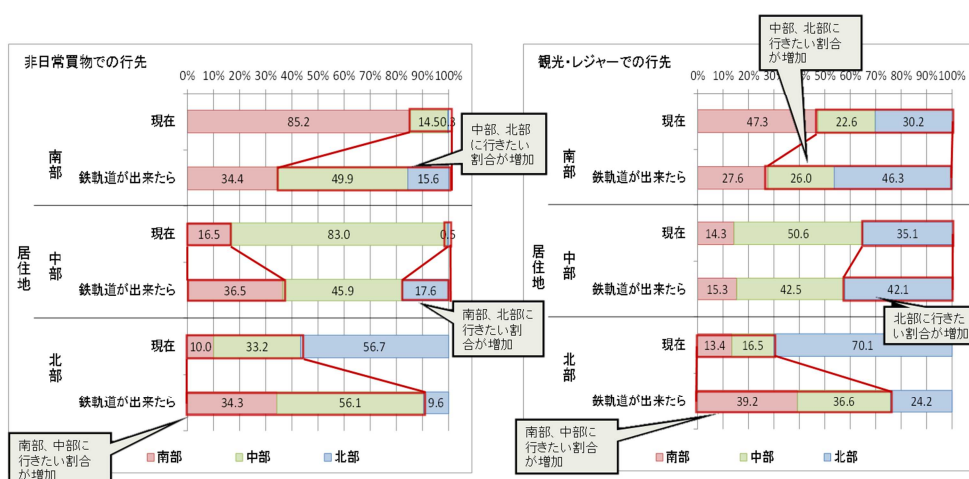 非日常買物での行先
0% 10% 20% 30% 40% 50% 60% 70% 80% 90% 100%
居住地
南部
現在
85.2 14.5 0.3
中部、北部
に行きたい
割合が増加
鉄軌道が出来たら
34.4 49.9 15.6
中部
現在
16.5 83.0 0.5
鉄軌道が出来たら
36.5 45.9 17.6
南部、北部に
行きたい割
合が増加
北部
現在
10.0 33.2 56.7
鉄軌道が出来たら
34.3 56.1 9.6
南部、中部に
行きたい割合
が増加
南部 中部 北部
観光・レジャーでの行先
中部、北部に
行きたい割合
が増加
0% 10% 20% 30% 40% 50% 60% 70% 80% 90% 100%
居住地
南部
現在
47.3 22.6 30.2
鉄軌道が出来たら
27.6 26.0 46.3
中部
現在
14.3 50.6 35.1
鉄軌道が出来たら
15.3 42.5 42.1
北部に行きた
い割合が増加
北部
現在
13.4 16.5 70.1
鉄軌道が出来たら
39.2 36.6 24.2
南部、中部に
行きたい割合
が増加
南部 中部 北部